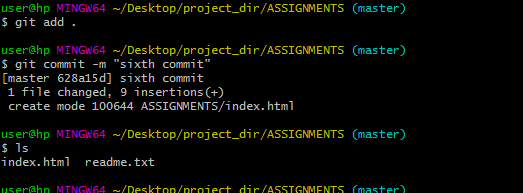 user@hp MINGW64 ~/Desktop/project_dir/ASSIGNMENTS (master)
$ git add .
user@hp MINGW64 ~/Desktop/project_dir/ASSIGNMENTS (master)
$ git commit -m "sixth commit"
[master 628a15d] sixth commit
 1 file changed, 9 insertions(+)
 create mode 100644 ASSIGNMENTS/index.html
user@hp MINGW64 ~/Desktop/project_dir/ASSIGNMENTS (master)
$ ls
index.html  readme.txt